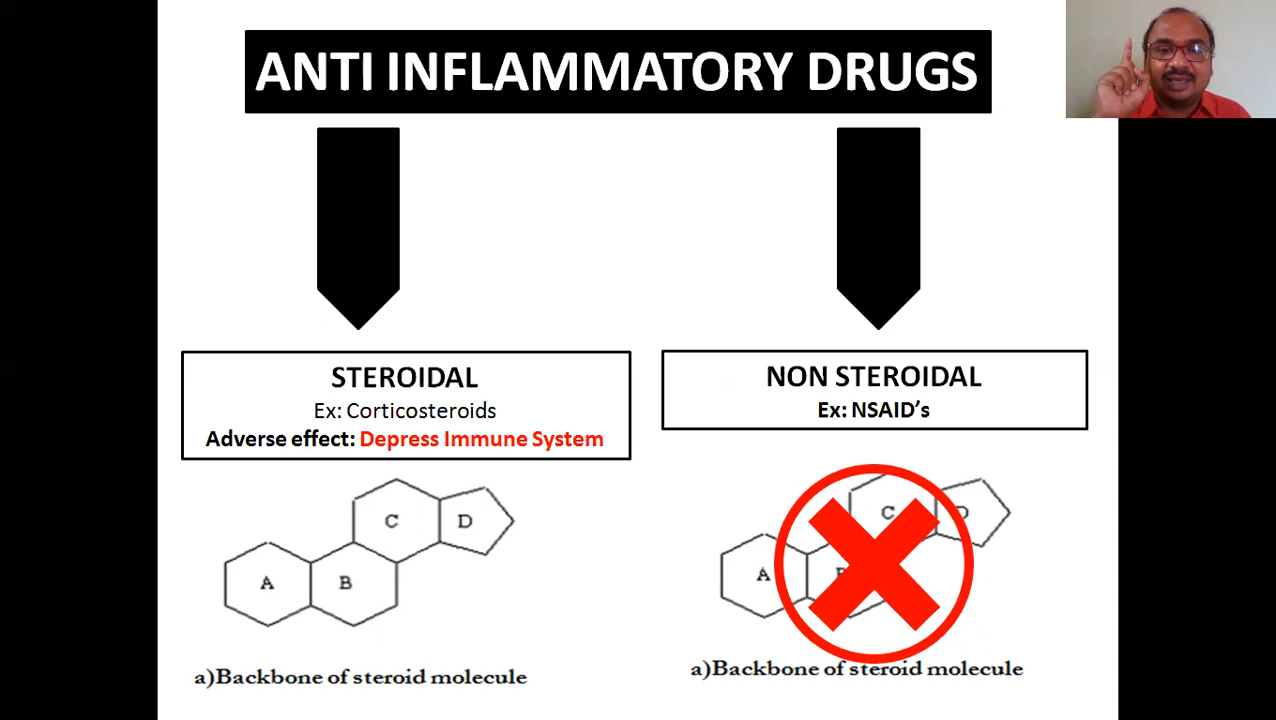 ANTI INFLAMMATORY DRUGS
STEROIDAL
Ex: Corticosteroids
Adverse effect: Depress Immune System
NON STEROIDAL
Ex: NSAID’s
C
D
A
B
a)Backbone of steroid molecule
C
D
A
a)Backbone of steroid molecule